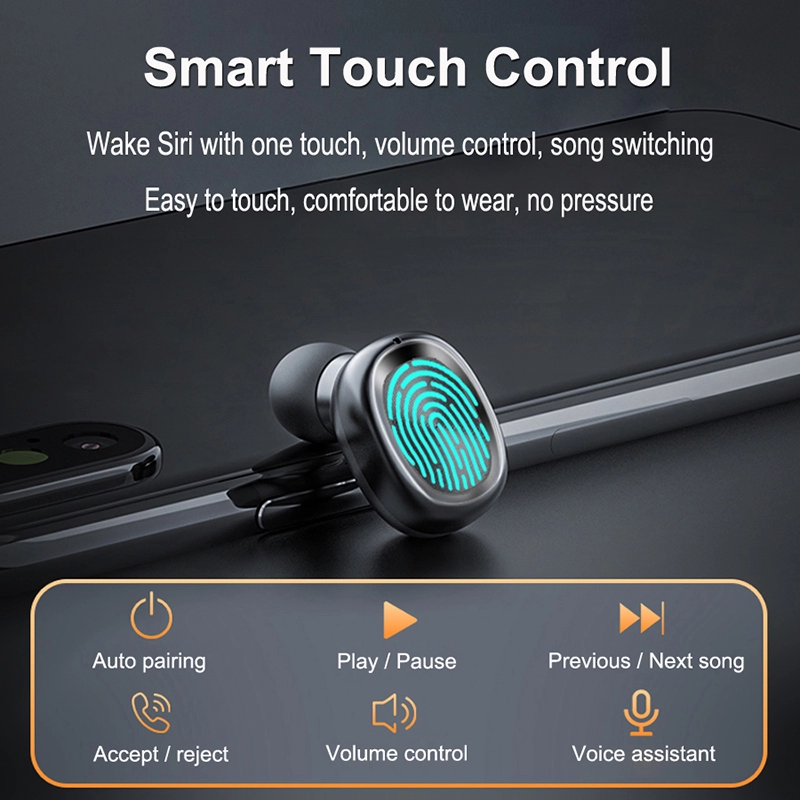 Smart Touch Control
Wake Siri with one touch, volume control, song switching
Easy to touch, comfortable to wear, no pressure
Auto pairing
Play / Pause
Previous / Next song
Accept / reject
Volume control
Voice assistant